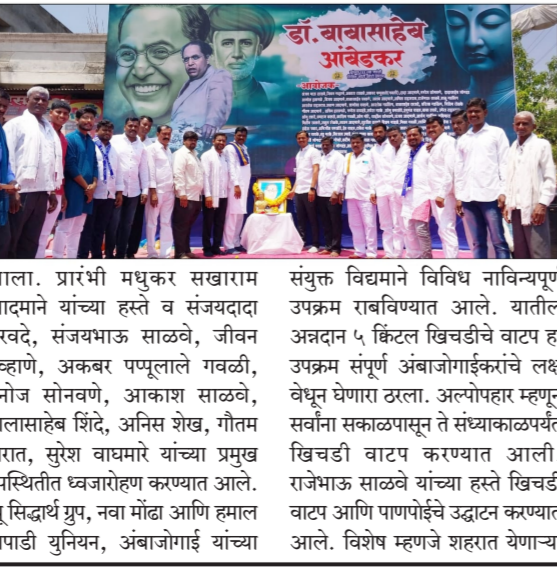 डॉ.बाबासाहेब
आंबेडकर
आयोजक
ाला. प्रारंभी मधुकर सखाराम
ादमाने यांच्या हस्ते व संजयदादा
रवदे, संजयभाऊ साळवे, जीवन
व्हाणे, अकबर पप्पूलाले गवळी,
नोज सोनवणे, आकाश साळवे,
ालासाहेब शिंदे, अनिस शेख, गौतम
रात, सुरेश वाघमारे यांच्या प्रमुख
पस्थितीत ध्वजारोहण करण्यात आले.
ू सिद्धार्थ ग्रुप, नवा मोंढा आणि हमाल
ापाडी युनियन, अंबाजोगाई यांच्या
संयुक्त विद्यमाने विविध नाविन्यपूण
उपक्रम राबविण्यात आले. यातील
अन्नदान ५ क्विंटल खिचडीचे वाटप ह
उपक्रम संपूर्ण अंबाजोगाईकरांचे लक्ष
वेधून घेणारा ठरला. अल्पोपहार म्हणून
सर्वांना सकाळपासून ते संध्याकाळपर्यंत
खिचडी वाटप करण्यात आली.
राजेभाऊ साळवे यांच्या हस्ते खिचडी
वाटप आणि पाणपोईचे उद्घाटन करण्यात
आले. विशेष म्हणजे शहरात येणाऱ्या